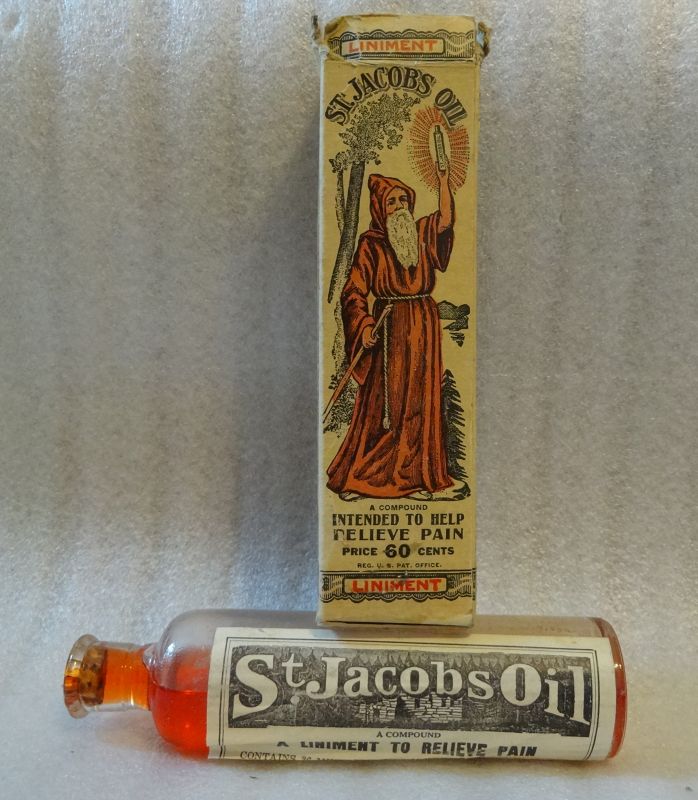 LINIMENT
ST. JACOBS OIL
A COMPOUND
INTENDED TO HELP
RELIEVE PAIN
PRICE 60 CENTS
REG. U. S. PAT. OFFICE.
LINIMENT
St. Jacobs Oil
A COMPOUND
A LINIMENT TO RELIEVE PAIN
CONTAINS